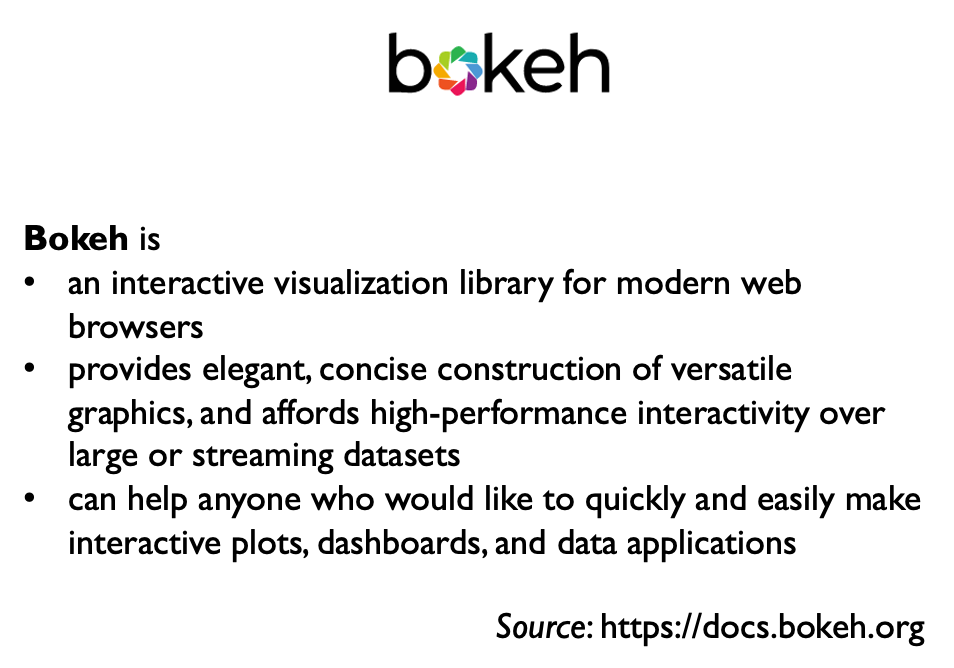 bokeh
Bokeh is
• an interactive visualization library for modern web
browsers
• provides elegant, concise construction of versatile
graphics, and affords high-performance interactivity over
large or streaming datasets
• can help anyone who would like to quickly and easily make
interactive plots, dashboards, and data applications
Source: https://docs.bokeh.org